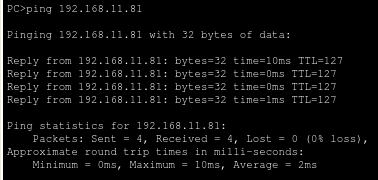 PC>ping 192.168.11.81
Pinging 192.168.11.81 with 32 bytes of data:
Reply from 192.168.11.81: bytes=32 time=10ms TTL=127
Reply from 192.168.11.81: bytes=32 time=0ms TTL=127
Reply from 192.168.11.81: bytes=32 time=0ms TTL=127
Reply from 192.168.11.81: bytes=32 time=1ms TTL=127
Ping statistics for 192.168.11.81:
    Packets: Sent = 4, Received = 4, Lost = 0 (0% loss),
Approximate round trip times in milli-seconds:
    Minimum = 0ms, Maximum = 10ms, Average = 2ms